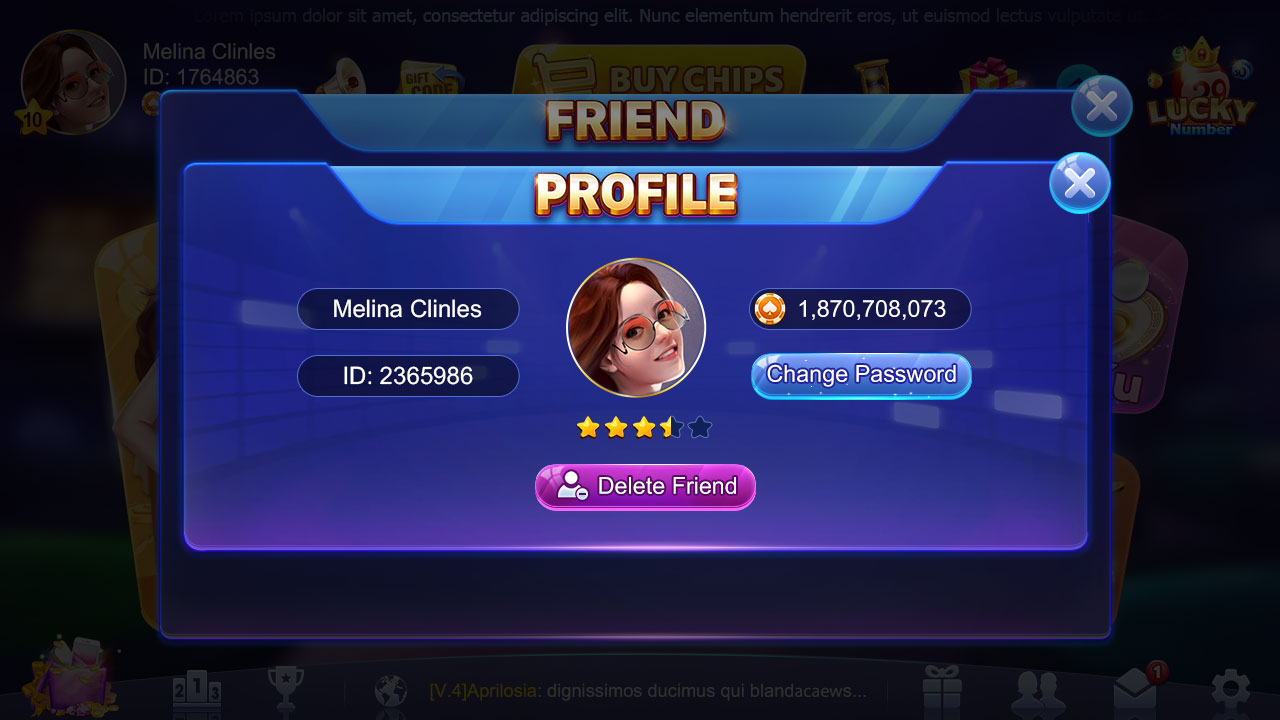 Lorem ipsum dolor sit amet, consectetur adipiscing elit. Nunc elementum hendrerit eros, ut euismod lectus vulputate ut.
Melina Clinles
ID: 1764863
10
GIFT
CODE
BUY CHIPS
29
LUCKY
Number
FRIEND
PROFILE
Melina Clinles
1,870,708,073
ID: 2365986
Change Password
Delete Friend
2 1 3
[V.4]Aprilosia: dignissimos ducimus qui blandacaews...
1